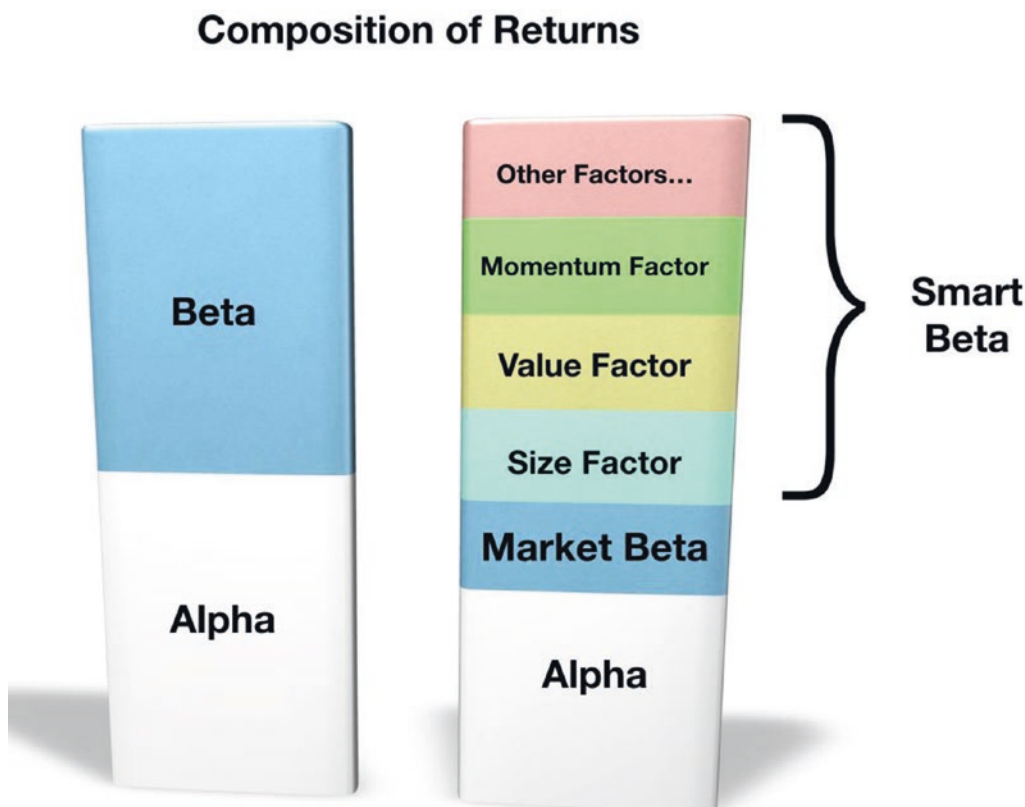 Composition of Returns
Beta
Alpha
Other Factors...
Momentum Factor
Value Factor
Size Factor
Market Beta
Alpha
Smart
Beta